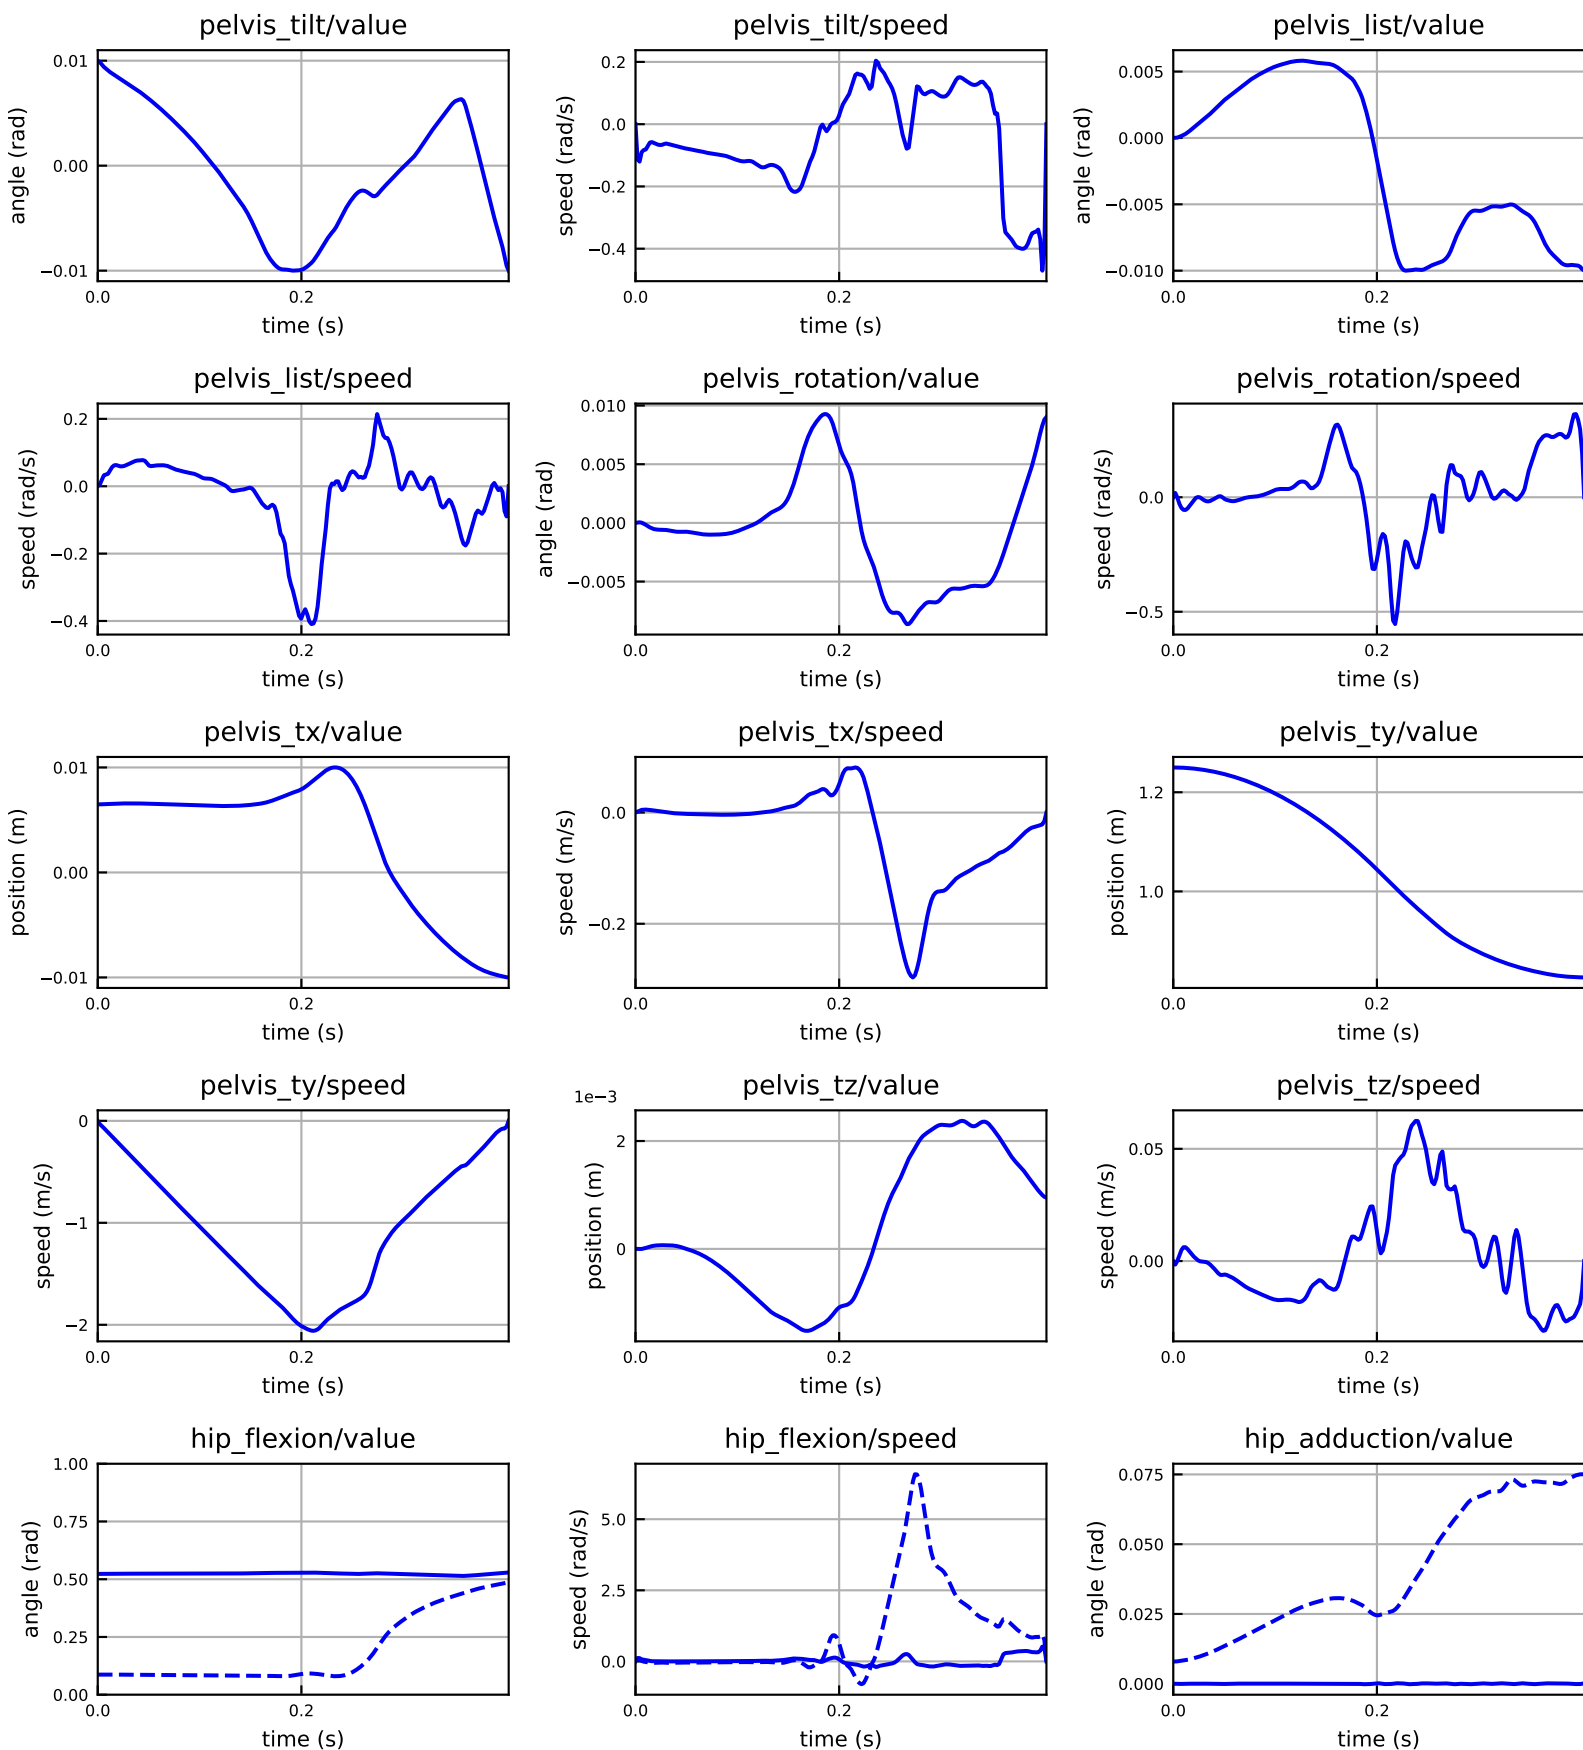 pelvis_tilt/value
pelvis_tilt/speed
pelvis_list/value
angle (rad)
0.01
0.00
−0.01
0.0
0.2
time (s)
speed (rad/s)
0.2
0.0
−0.2
−0.4
0.0
0.2
time (s)
angle (rad)
0.005
0.000
−0.005
−0.010
0.0
0.2
time (s)
pelvis_list/speed
pelvis_rotation/value
pelvis_rotation/speed
speed (rad/s)
0.2
0.0
−0.2
−0.4
0.0
0.2
time (s)
angle (rad)
0.010
0.005
0.000
−0.005
0.0
0.2
time (s)
speed (rad/s)
0.0
−0.5
0.0
0.2
time (s)
pelvis_tx/value
pelvis_tx/speed
pelvis_ty/value
position (m)
0.01
0.00
−0.01
0.0
0.2
time (s)
speed (m/s)
0.0
−0.2
0.0
0.2
time (s)
position (m)
1.2
1.0
0.0
0.2
time (s)
pelvis_ty/speed
pelvis_tz/value
pelvis_tz/speed
speed (m/s)
0
−1
−2
0.0
0.2
time (s)
1e−3
position (m)
2
0
0.0
0.2
time (s)
speed (m/s)
0.05
0.00
0.0
0.2
time (s)
hip_flexion/value
hip_flexion/speed
hip_adduction/value
angle (rad)
1.00
0.75
0.50
0.25
0.00
0.0
0.2
time (s)
speed (rad/s)
5.0
2.5
0.0
0.0
0.2
time (s)
angle (rad)
0.075
0.050
0.025
0.000
0.0
0.2
time (s)